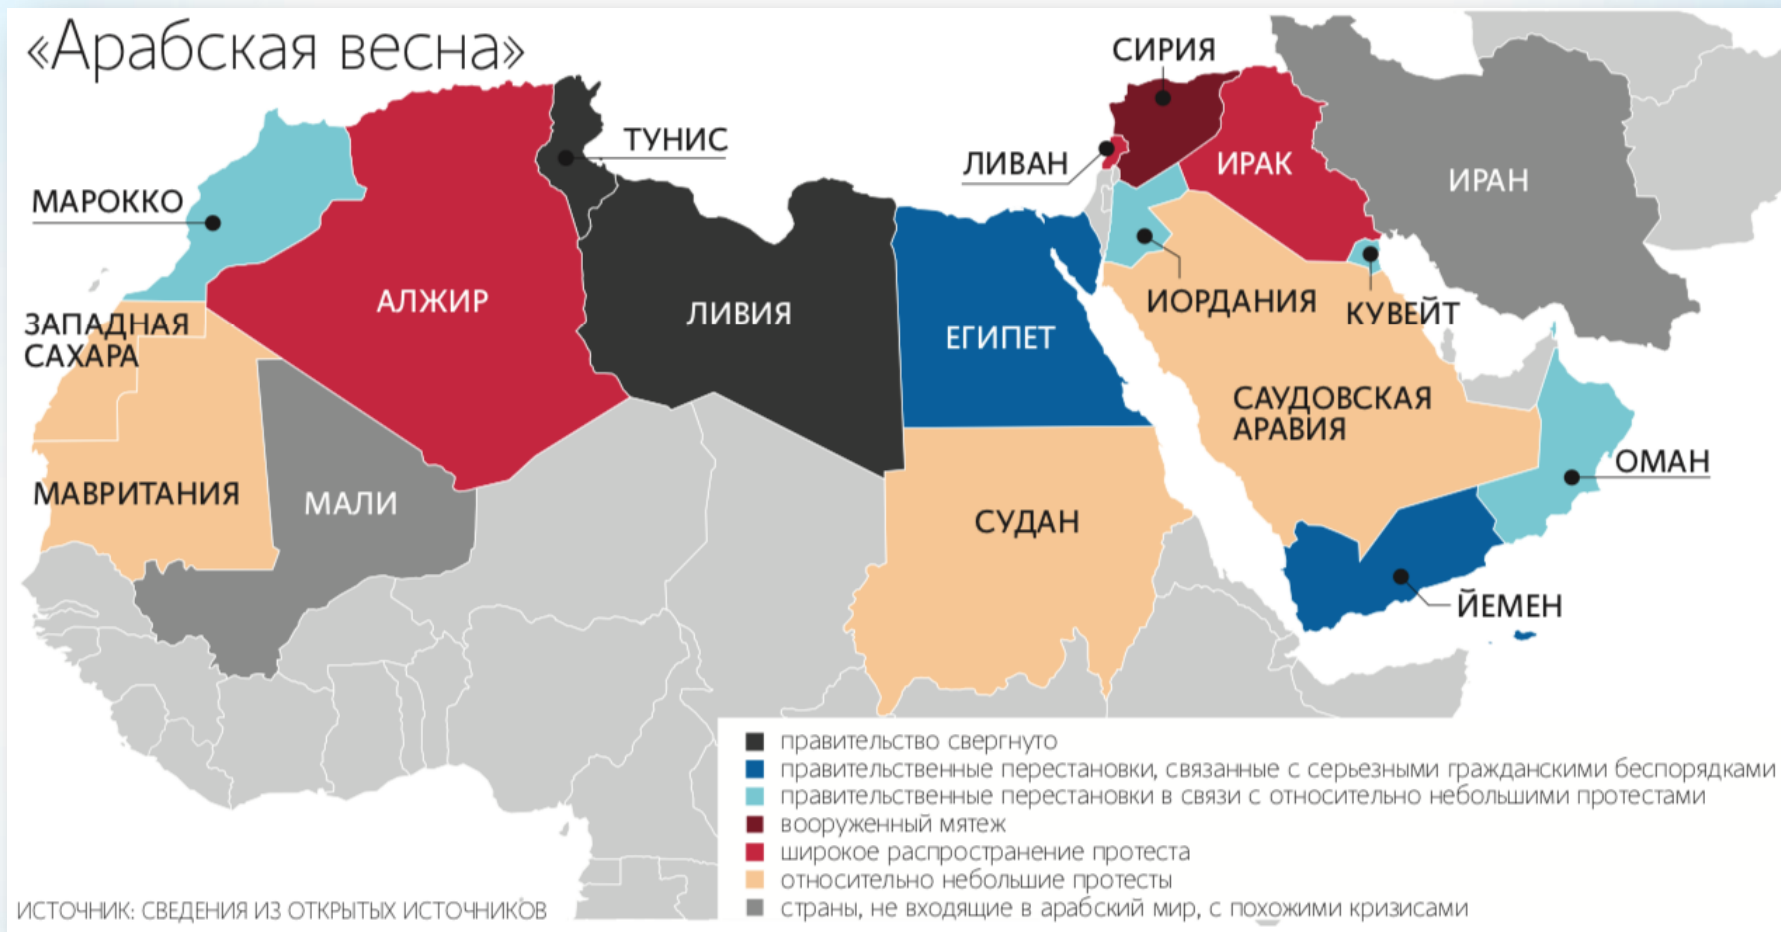 «Арабская весна»
СИРИЯ
ТУНИС
ЛИВАН
ИРАК
ИРАН
МАРОККО
АЛЖИР
ЛИВИЯ
ЕГИПЕТ
ИОРДАНИЯ
КУВЕЙТ
ЗАПАДНАЯ
САХАРА
САУДОВСКАЯ
АРАВИЯ
ОМАН
МАВРИТАНИЯ
МАЛИ
СУДАН
ЙЕМЕН
правительство свергнуто
правительственные перестановки, связанные с серьезными гражданскими беспорядками
правительственные перестановки в связи с относительно небольшими протестами
вооруженный мятеж
широкое распространение протеста
относительно небольшие протесты
страны, не входящие в арабский мир, с похожими кризисами
ИСТОЧНИК: СВЕДЕНИЯ ИЗ ОТКРЫТЫХ ИСТОЧНИКОВ